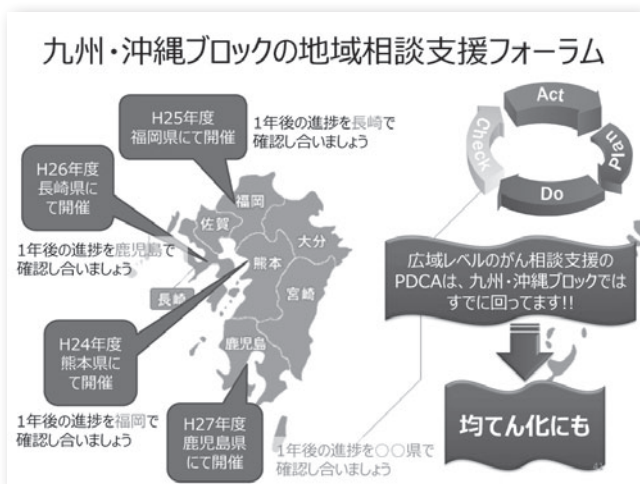 九州・沖縄ブロックの地域相談支援フォーラム
H25年度
福岡県にて開催
1年後の進捗を長崎で
確認し合いましょう
H26年度
長崎県に
て開催
1年後の進捗を鹿児島で
確認し合いましょう
福岡
佐賀
大分
熊本
長崎
宮崎
鹿児島
H24年度
熊本県に
て開催
1年後の進捗を福岡で
確認し合いましょう
H27年度
鹿児島県
にて開催
1年後の進捗を○○県で
確認し合いましょう
Act
Plan
Do
Check
広域レベルのがん相談支援の
PDCAは、九州・沖縄ブロックでは
すでに回ってます!!
均てん化にも